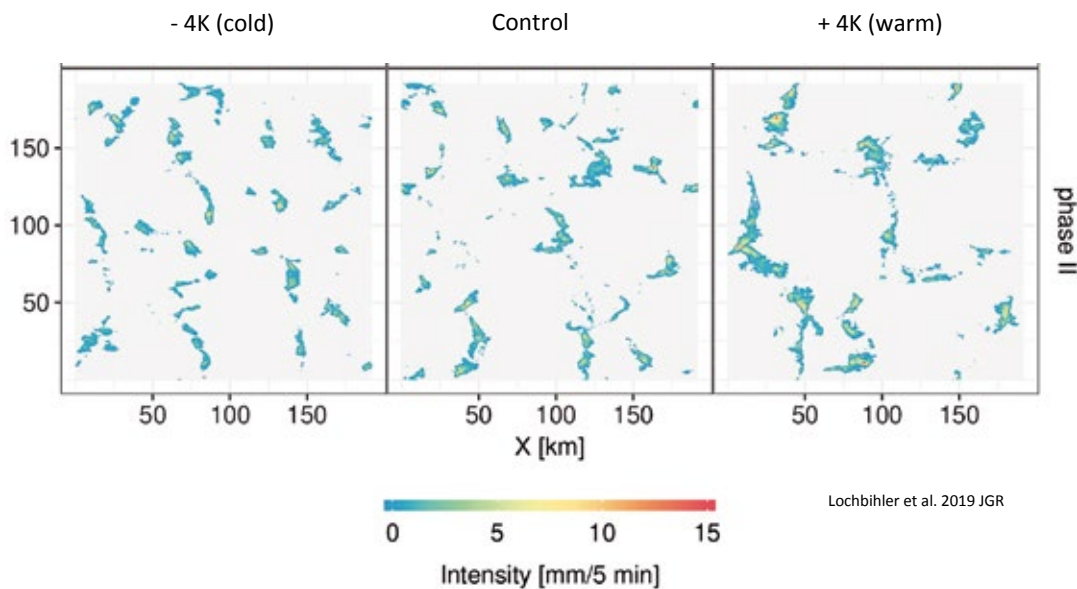 - 4K (cold) Control + 4K (warm)
150
100
50
phase II
50 100 150 50 100 150 50 100 150
X [km]
Lochbihler et al. 2019 JGR
0 5 10 15
Intensity [mm/5 min]